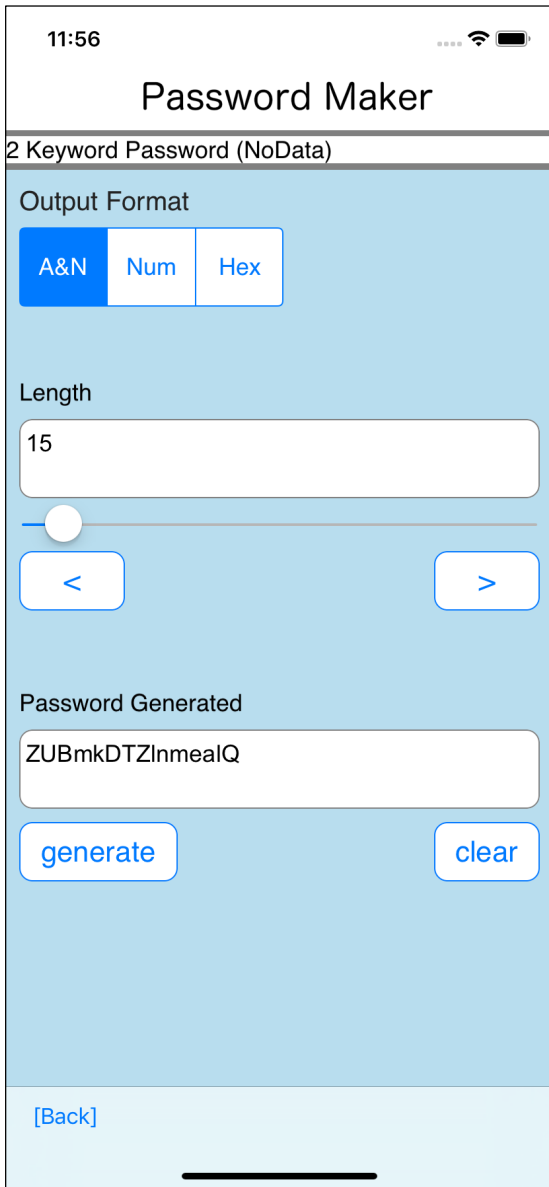 11:56
Password Maker
2 Keyword Password (NoData)
Output Format
A&N Num Hex
Length
15
< >
Password Generated
ZUBmkDTZlnmealQ
generate clear
[Back]